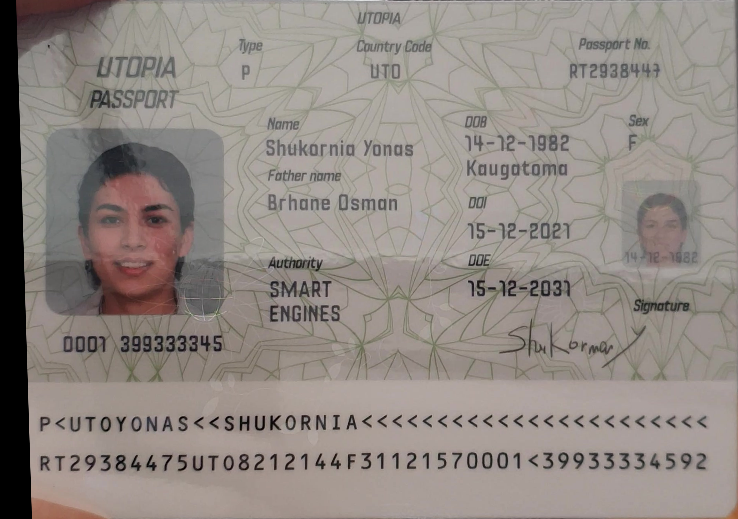 UTOPIA
Type
Country Code
Passport No.
UTOPIA
PASSPORT
P
UTO
RT2938447
Name
DOB
Sex
Shukornia Yonas
14-12-1982
F
Kaugatoma
Father name
Brhane Osman
DOI
15-12-2021
14-12-1982
Authority
DOE
SMART
ENGINES
15-12-2031
Signature
0001 399333345
P<UTOYONAS<<SHUKORNIA<<<<<<<<<<<<<<<<<<<<<<<
RT29384475UTO8212144F31121570001<39933334592